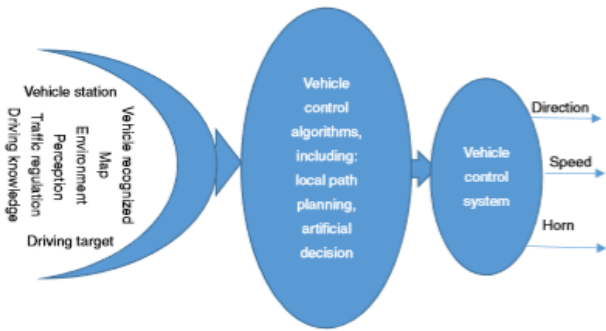 Vehicle station
Vehicle recognized
Map
Environment
Perception
Traffic regulation
Driving knowledge
Driving target
Vehicle
control
algorithms,
including:
local path
planning,
artificial
decision
Vehicle
control
system
Direction
Speed
Horn